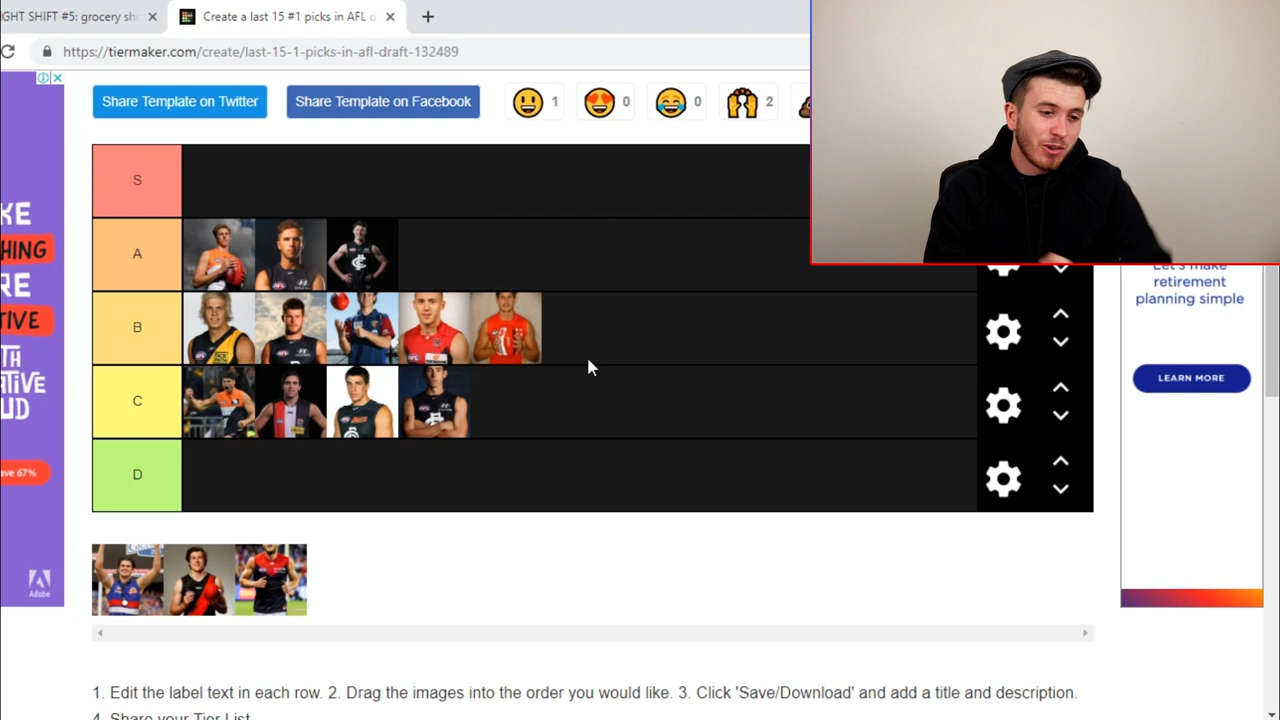 GHT SHIFT #5: grocery sh
Create a last 15 #1 picks in AFL d
https://tiermaker.com/create/last-15-1-picks-in-afl-draft-132489
Share Template on Twitter
Share Template on Facebook
1
0
0
2
S
A
B
C
D
KE
HING
RE
TIVE
TH
ATIVE
UD
ave 67%
Adobe
Let's make
retirement
planning simple
LEARN MORE
1. Edit the label text in each row. 2. Drag the images into the order you would like. 3. Click 'Save/Download' and add a title and description.
4. Share your Tier List